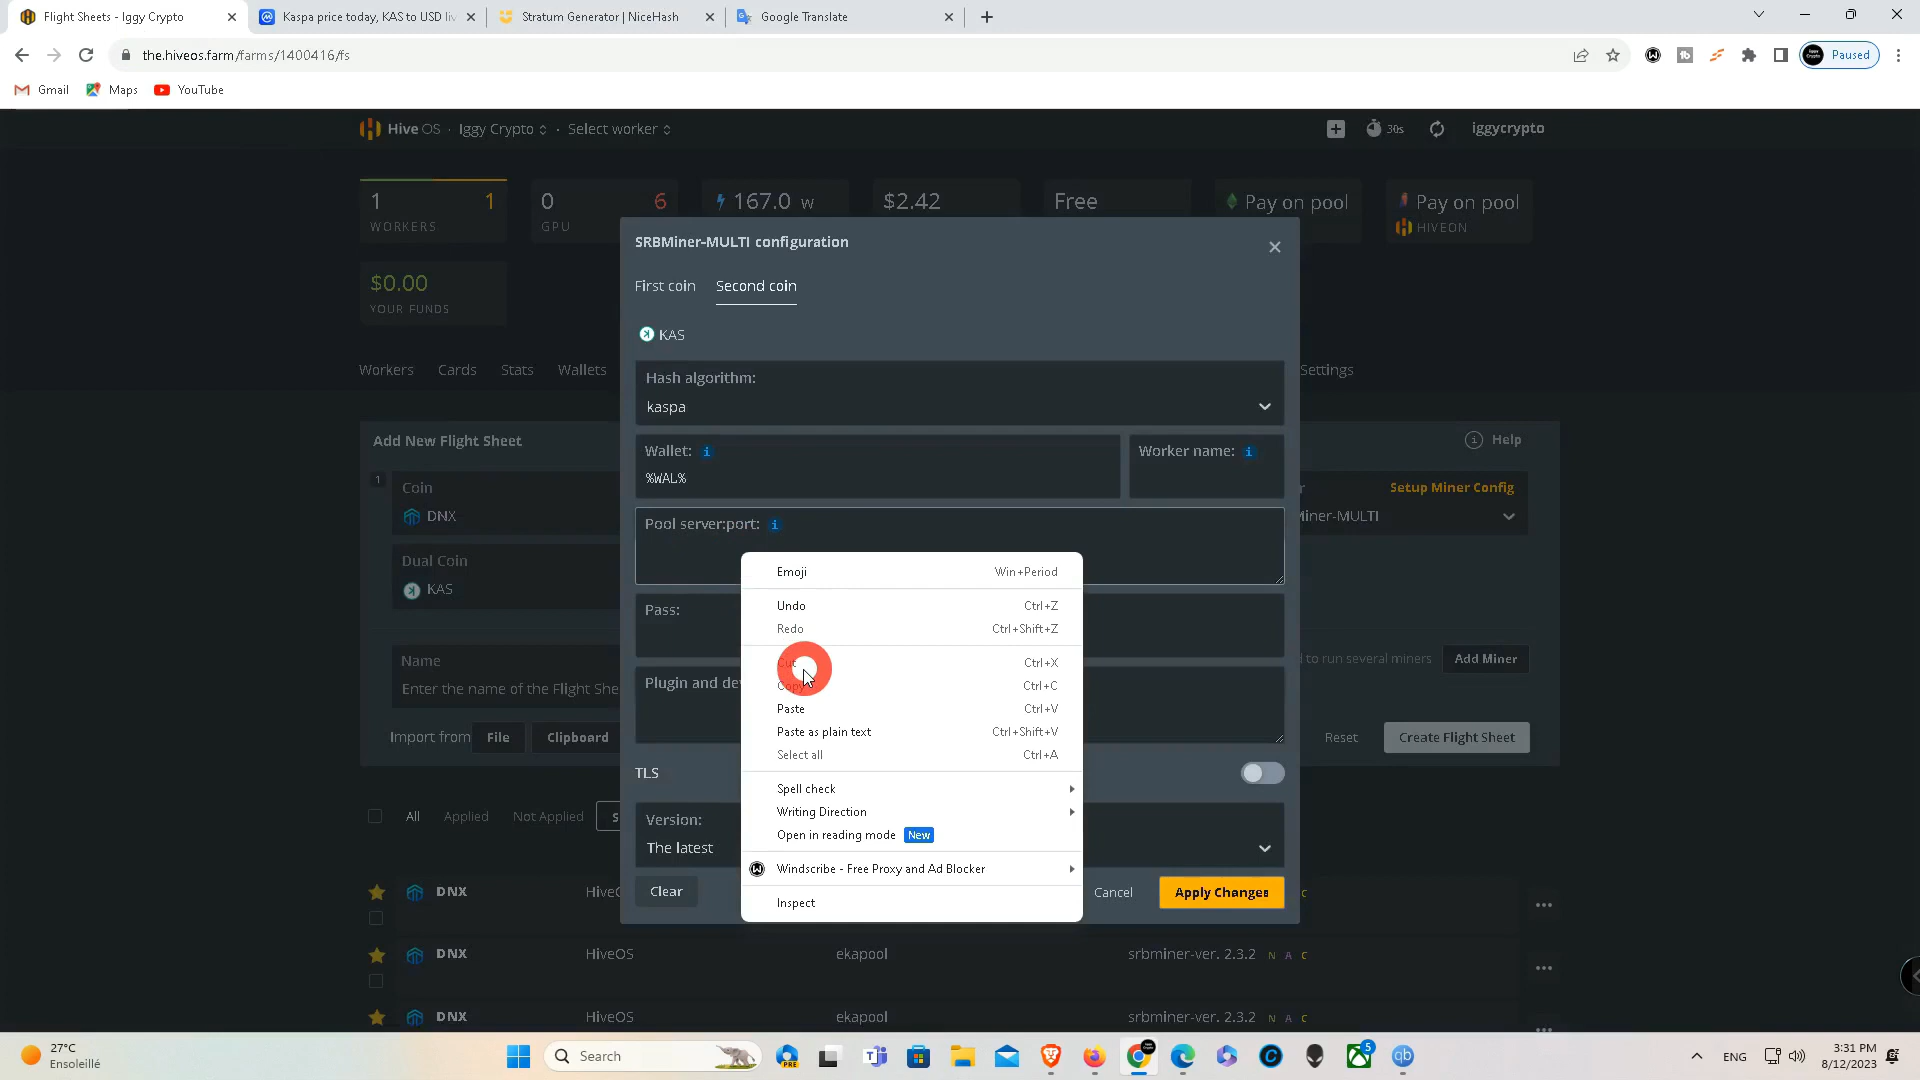 Flight Sheets - Iggy Crypto
Kaspa price today, KAS to USD liv
Stratum Generator | NiceHash
Google Translate
the.hiveos.farm/farms/1400416/fs
Paused
Gmail
Maps
YouTube
Hive OS · Iggy Crypto · Select worker
30s
iggycrypto
1 1
WORKERS
0 6
GPU
167.0 w
$2.42
Free
Pay on pool
Pay on pool
HIVEON
$0.00
YOUR FUNDS
SRBMiner-MULTI configuration
First coin
Second coin
KAS
Workers
Cards
Stats
Wallets
Settings
Hash algorithm:
kaspa
Add New Flight Sheet
Help
Wallet:
%WAL%
Worker name:
1
Coin
DNX
r
Setup Miner Config
Miner-MULTI
Pool server:port:
Dual Coin
KAS
Emoji Win+Period
Undo Ctrl+Z
Redo Ctrl+Shift+Z
Cut Ctrl+X
Copy Ctrl+C
Paste Ctrl+V
Paste as plain text Ctrl+Shift+V
Select all Ctrl+A
Spell check
Writing Direction
Open in reading mode New
Windscribe - Free Proxy and Ad Blocker
Inspect
Pass:
Name
Enter the name of the Flight She
d to run several miners
Add Miner
Plugin and dev
Import from
File
Clipboard
Reset
Create Flight Sheet
TLS
All
Applied
Not Applied
S
Version:
The latest
Clear
Cancel
Apply Changes
DNX HiveO C
DNX HiveOS ekapool srbminer-ver. 2.3.2 N A C
DNX HiveOS ekapool srbminer-ver. 2.3.2 N A C
27°C
Ensoleillé
Search
PRE
5
qb
ENG
3:31 PM
8/12/2023